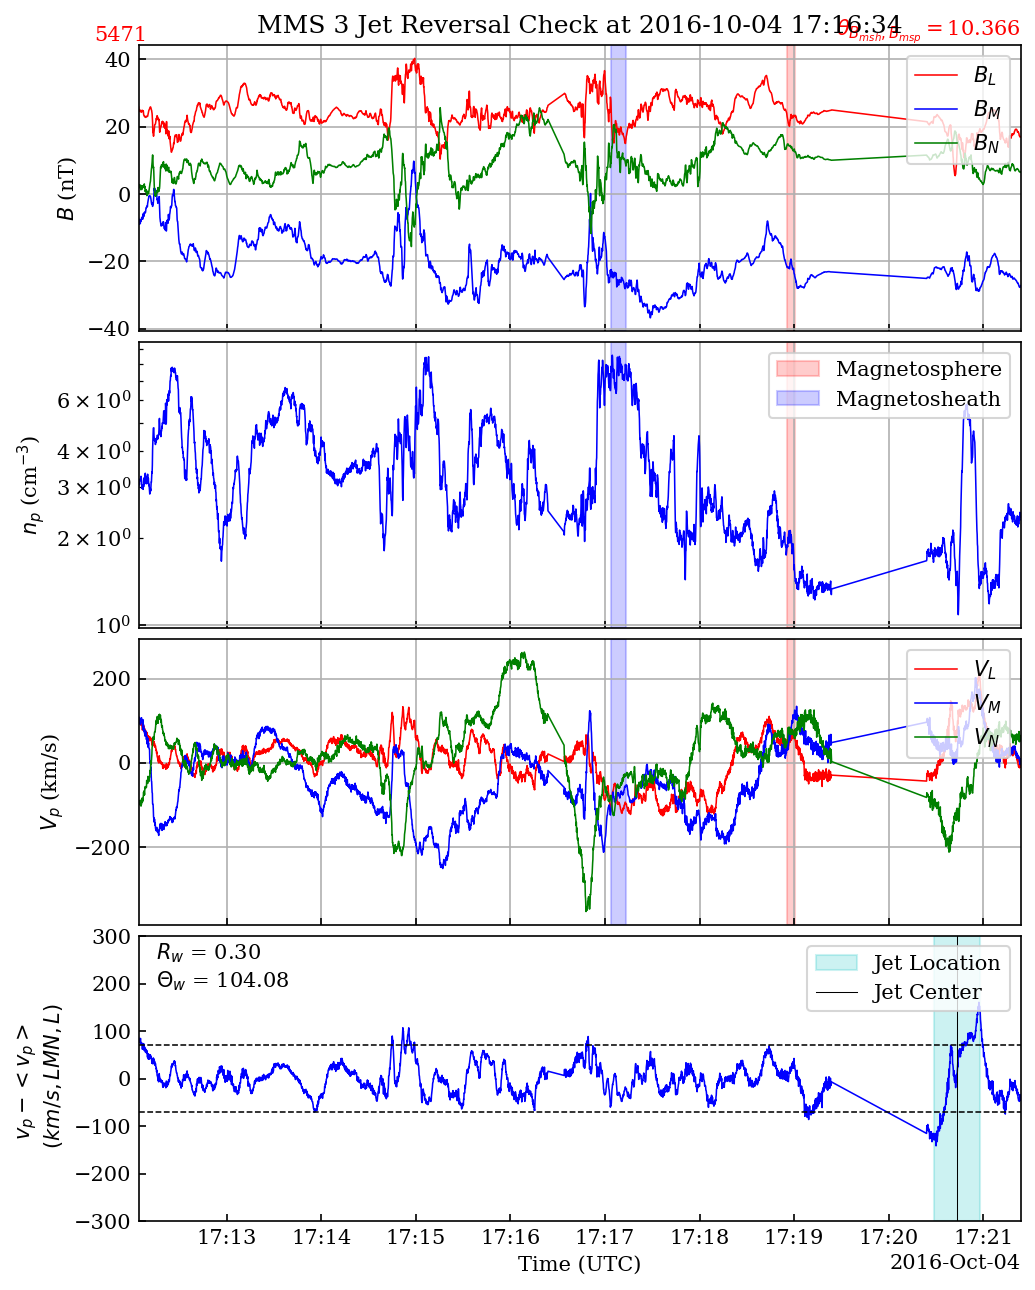 MMS 3 Jet Reversal Check at 2016-10-04 17:16:34
5471
θ_{B_{msh}, B_{msp}} = 10.366
40
20
0
−20
−40
B (nT)
B_L
B_M
B_N
6 × 10^0
4 × 10^0
3 × 10^0
2 × 10^0
10^0
n_p (cm^{−3})
Magnetosphere
Magnetosheath
200
0
−200
V_p (km/s)
V_L
V_M
V_N
300
200
100
0
−100
−200
−300
v_p − < v_p >
(km/s, LMN, L)
R_w = 0.30
Θ_w = 104.08
Jet Location
Jet Center
17:13 17:14 17:15 17:16 17:17 17:18 17:19 17:20 17:21
Time (UTC)
2016-Oct-04